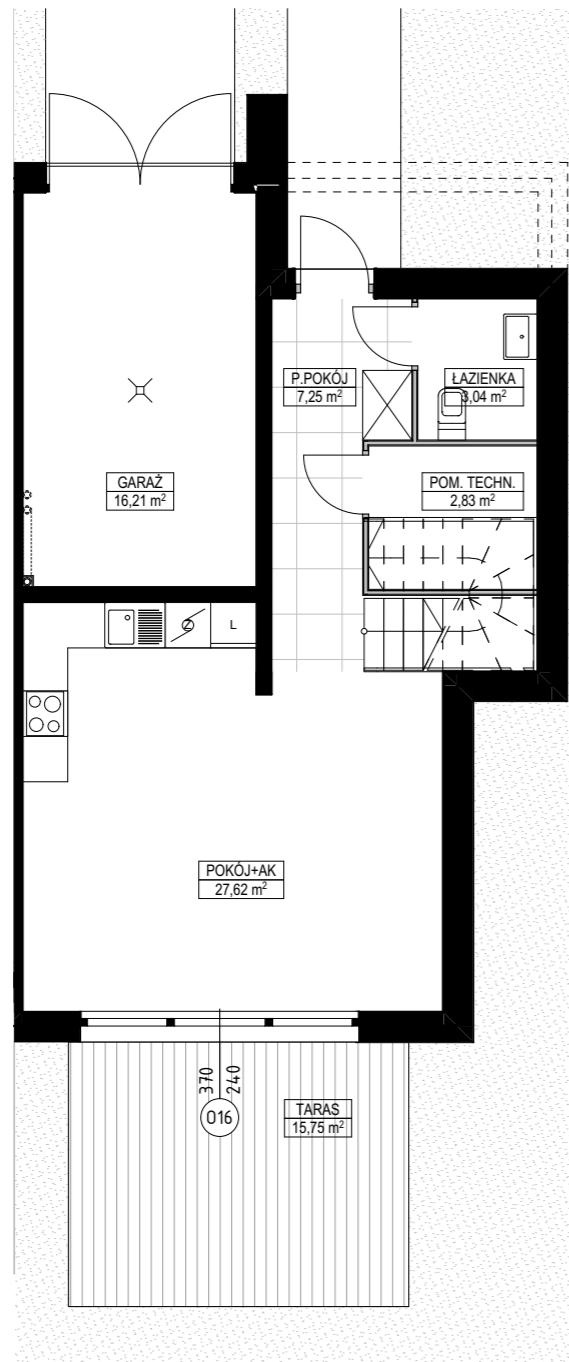 P.POKÓJ
7,25 m²
ŁAZIENKA
3,04 m²
GARAŻ
16,21 m²
POM. TECHN.
2,83 m²
Z
L
POKÓJ+AK
27,62 m²
370
240
016
TARAS
15,75 m²